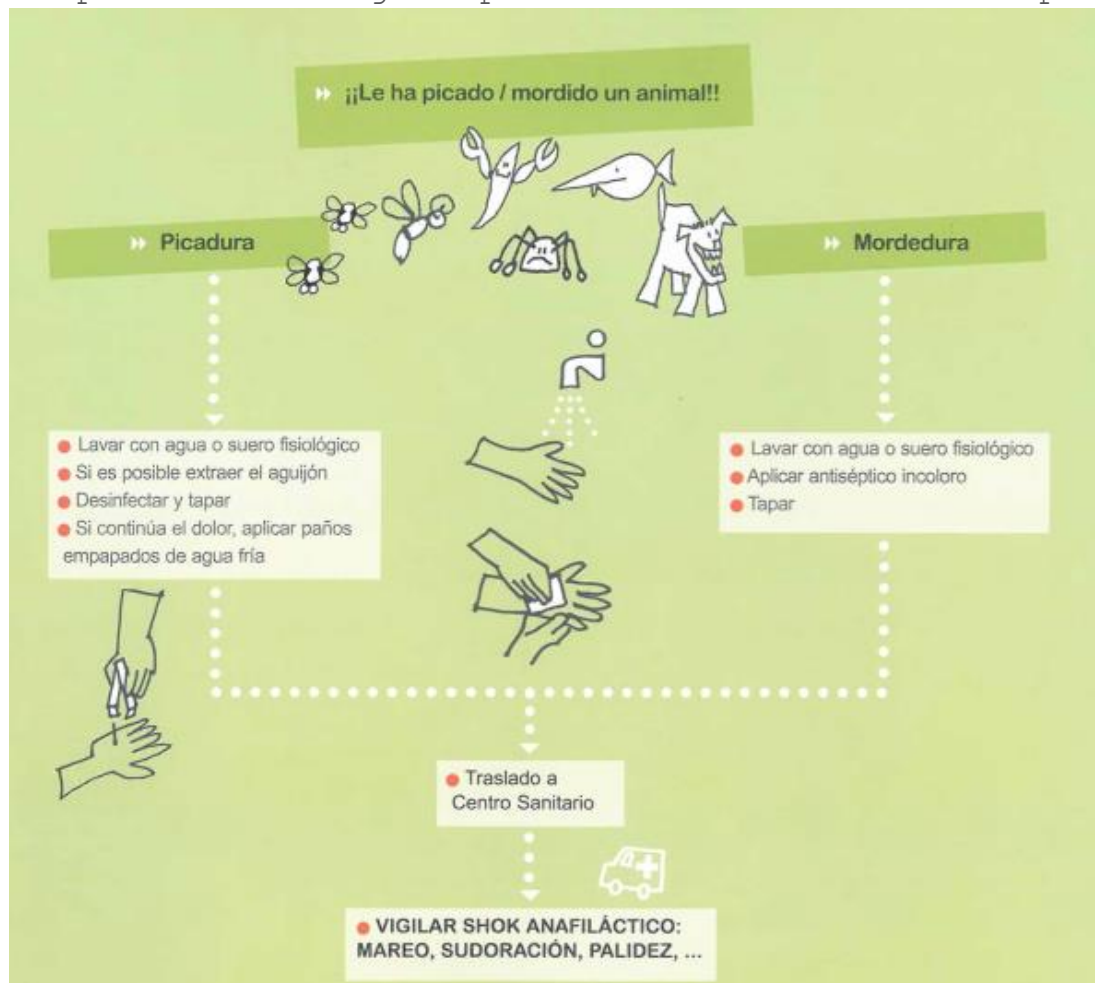 ¡¡Le ha picado / mordido un animal!!
Picadura
Mordedura
Lavar con agua o suero fisiológico
Si es posible extraer el aguijón
Desinfectar y tapar
Si continúa el dolor, aplicar paños
empapados de agua fría
Lavar con agua o suero fisiológico
Aplicar antiséptico incoloro
Tapar
Traslado a
Centro Sanitario
VIGILAR SHOK ANAFILÁCTICO:
MAREO, SUDORACIÓN, PALIDEZ, ...